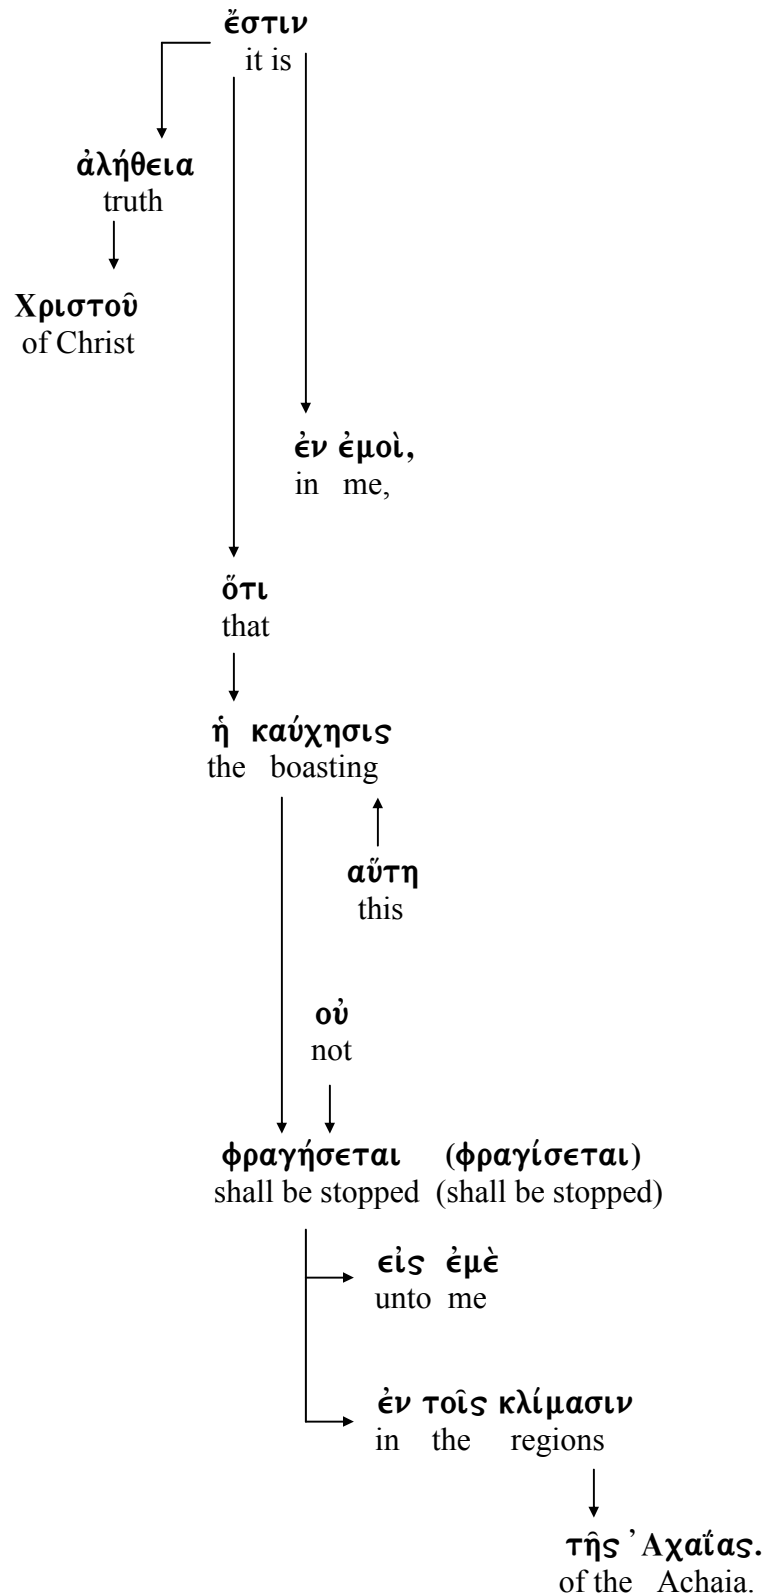 ἔστιν
it is
ἀλήθεια
truth
Χριστοῦ
of Christ
ἐν ἐμοὶ,
in me,
ὅτι
that
ἡ καύχησις
the boasting
αὕτη
this
οὐ
not
φραγήσεται (φραγίσεται)
shall be stopped (shall be stopped)
εἰς ἐμὲ
unto me
ἐν τοῖς κλίμασιν
in the regions
τῆς Ἀχαΐας.
of the Achaia.